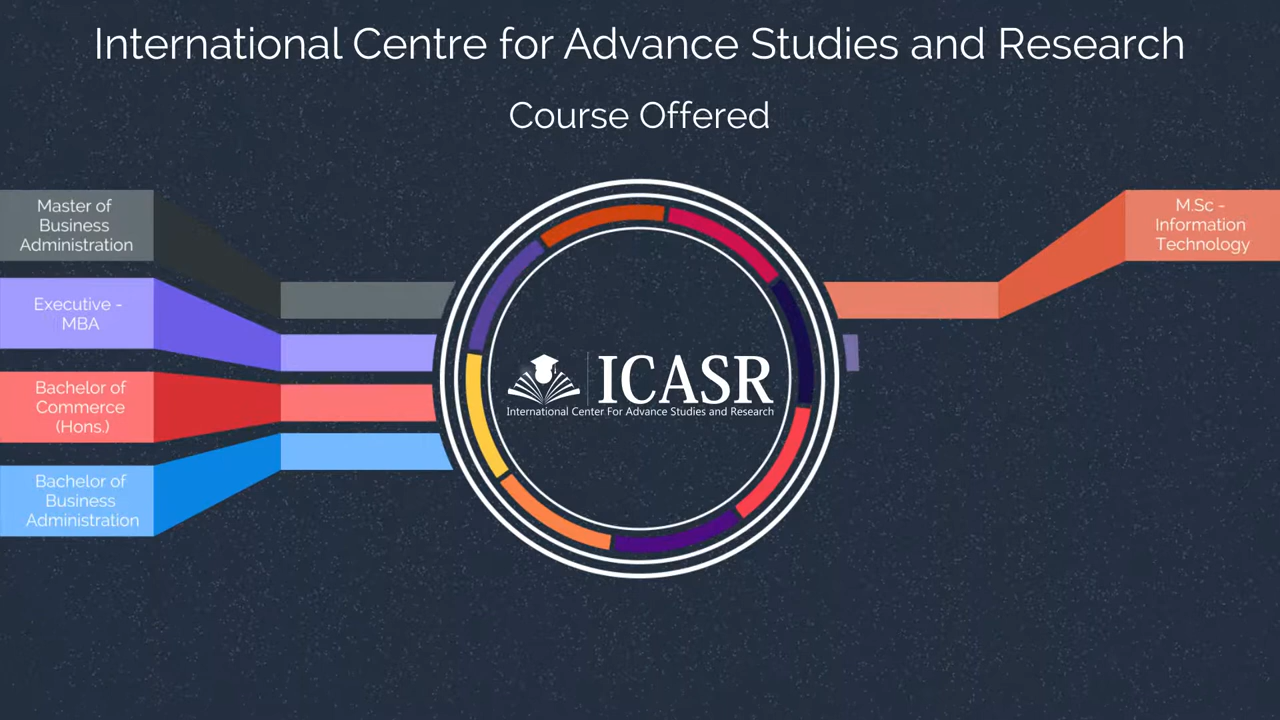 International Centre for Advance Studies and Research
Course Offered
Master of
Business
Administration
Executive -
MBA
Bachelor of
Commerce
(Hons.)
Bachelor of
Business
Administration
ICASR
International Center For Advance Studies and Research
M.Sc -
Information
Technology